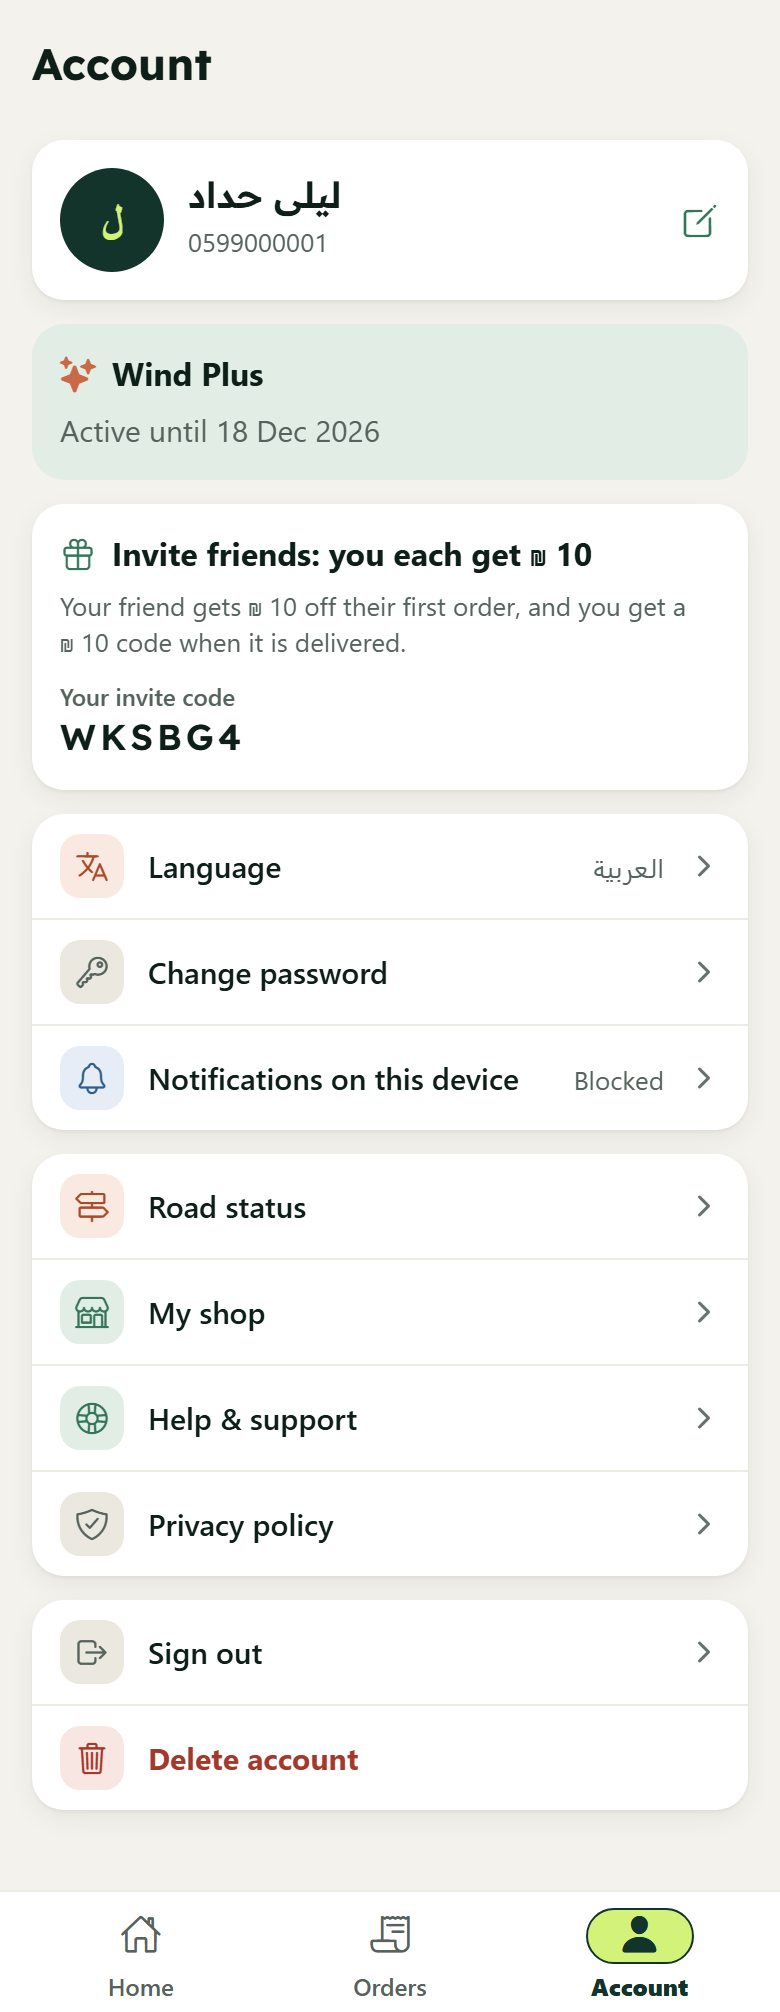 Account
ل
ليلى حداد
0599000001
Wind Plus
Active until 18 Dec 2026
Invite friends: you each get ₪ 10
Your friend gets ₪ 10 off their first order, and you get a
₪ 10 code when it is delivered.
Your invite code
WKSBG4
Language العربية
Change password
Notifications on this device Blocked
Road status
My shop
Help & support
Privacy policy
Sign out
Delete account
Home Orders Account